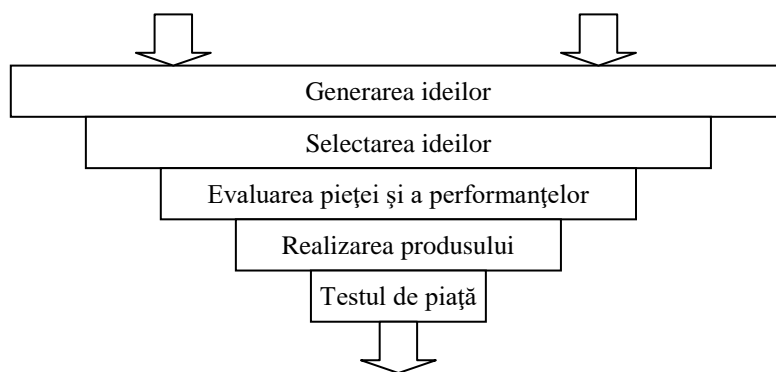 Generarea ideilor
Selectarea ideilor
Evaluarea pieţei şi a performanţelor
Realizarea produsului
Testul de piaţă